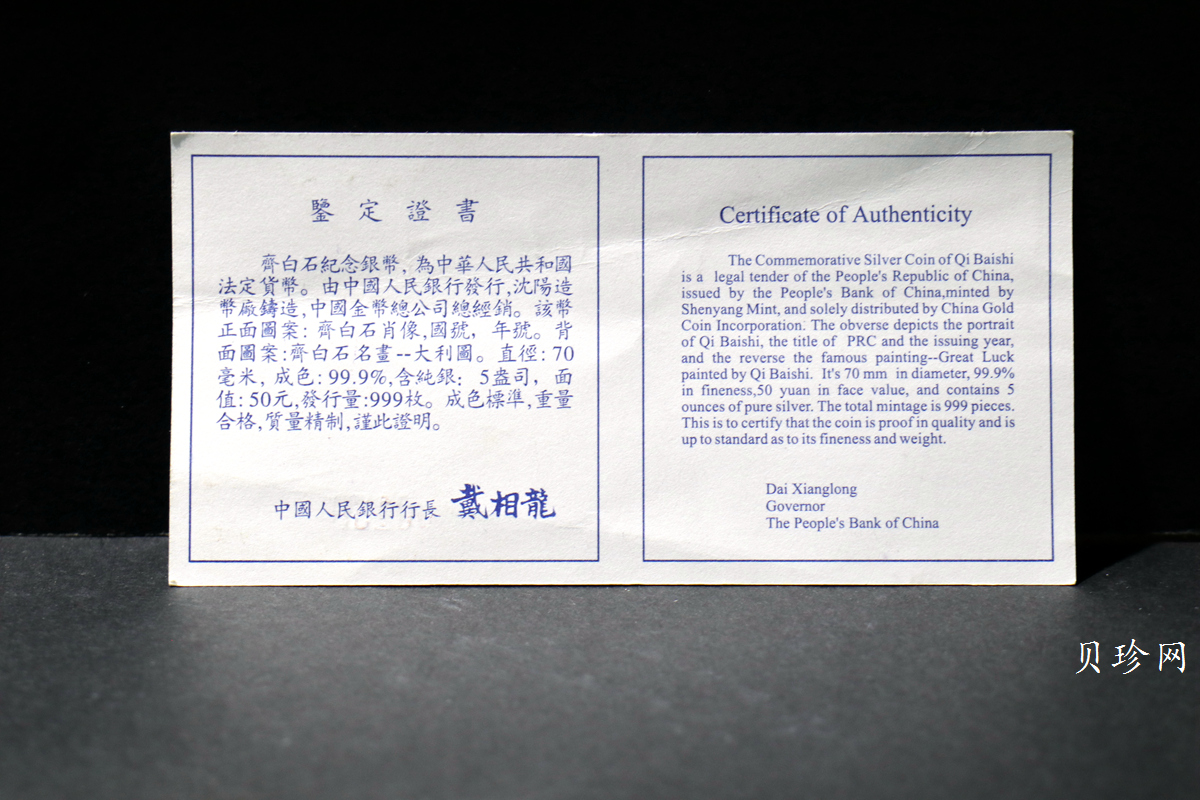 鑒定證書
齊白石紀念銀幣,為中華人民共和國
法定貨幣。由中國人民銀行發行,沈陽造
幣廠鑄造,中國金幣總公司總經銷。該幣
正面圖案:齊白石肖像,國號,年號。背
面圖案:齊白石名畫--大利圖。直徑:70
毫米,成色:99.9%,含純銀:5盎司,面
值:50元,發行量:999枚。成色標準,重量
合格,質量精制,謹此證明。
中國人民銀行行長 戴相龍
Certificate of Authenticity
The Commemorative Silver Coin of Qi Baishi
is a legal tender of the People's Republic of China,
issued by the People's Bank of China,minted by
Shenyang Mint, and solely distributed by China Gold
Coin Incorporation. The obverse depicts the portrait
of Qi Baishi, the title of PRC and the issuing year,
and the reverse the famous painting--Great Luck
painted by Qi Baishi. It's 70 mm in diameter, 99.9%
in fineness,50 yuan in face value, and contains 5
ounces of pure silver. The total mintage is 999 pieces.
This is to certify that the coin is proof in quality and is
up to standard as to its fineness and weight.
Dai Xianglong
Governor
The People's Bank of China
贝珍网